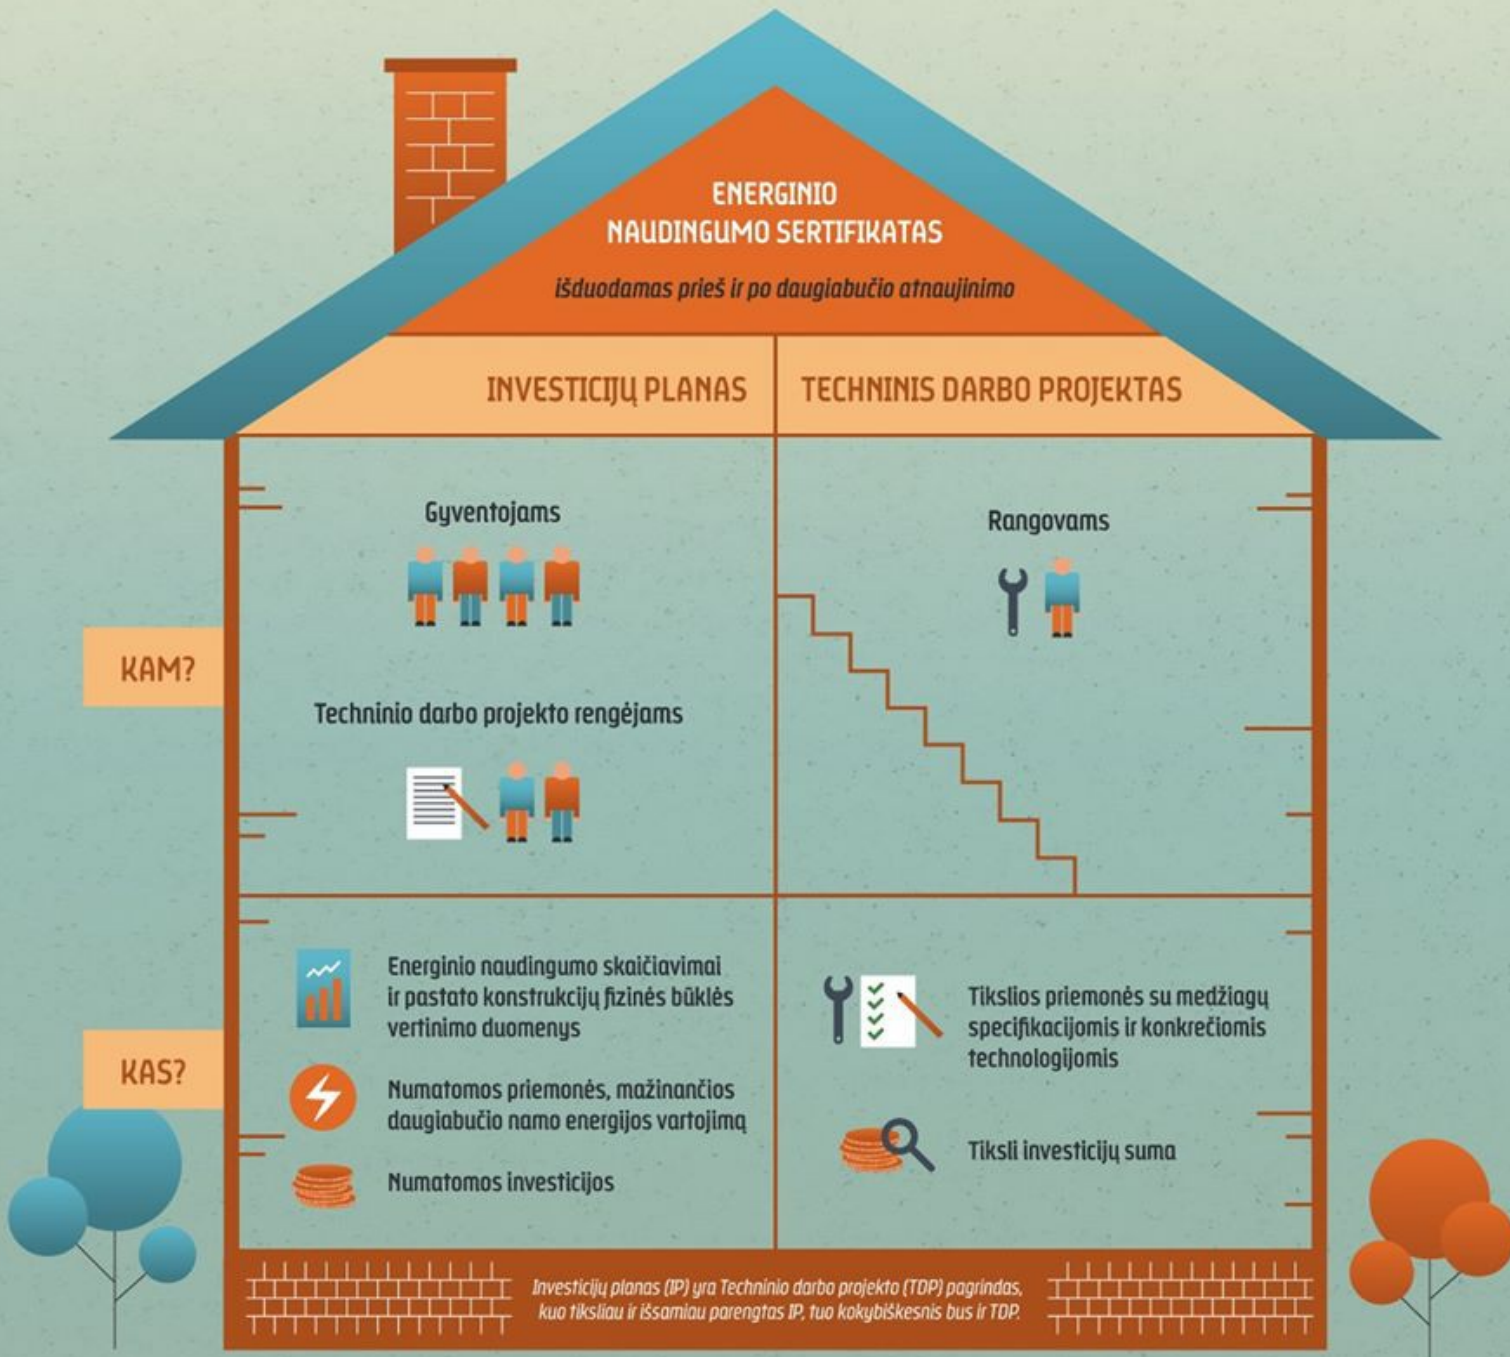 ENERGINIO
NAUDINGUMO SERTIFIKATAS
išduodamas prieš ir po daugiabučio atnaujinimo
INVESTICIJŲ PLANAS
TECHNINIS DARBO PROJEKTAS
KAM?
Gyventojams
Techninio darbo projekto rengėjams
Rangovams
KAS?
Energinio naudingumo skaičiavimai
ir pastato konstrukcijų fizinės būklės
vertinimo duomenys
Numatomos priemonės, mažinančios
daugiabučio namo energijos vartojimą
Numatomos investicijos
Tikslios priemonės su medžiagų
specifikacijomis ir konkrečiomis
technologijomis
Tiksli investicijų suma
Investicijų planas (IP) yra Techninio darbo projekto (TDP) pagrindas,
kuo tiksliau ir išsamiau parengtas IP, tuo kokybiškesnis bus ir TDP.